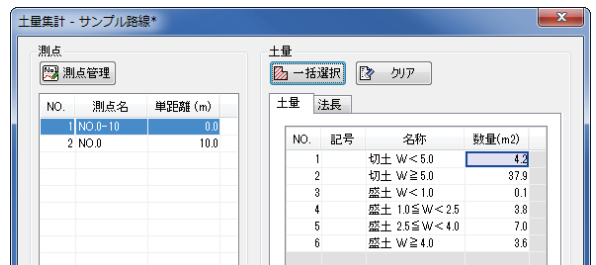 土量集計 - サンプル路線*
測点
測点管理
NO. 測点名 単距離 (m)
1 NO.0-10 0.0
2 NO.0 10.0
土量
一括選択 クリア
土量 法長
NO. 記号 名称 数量(m2)
1 切土 W＜5.0 4.2
2 切土 W≧5.0 37.9
3 盛土 W＜1.0 0.1
4 盛土 1.0≦W＜2.5 3.8
5 盛土 2.5≦W＜4.0 7.0
6 盛土 W≧4.0 3.6